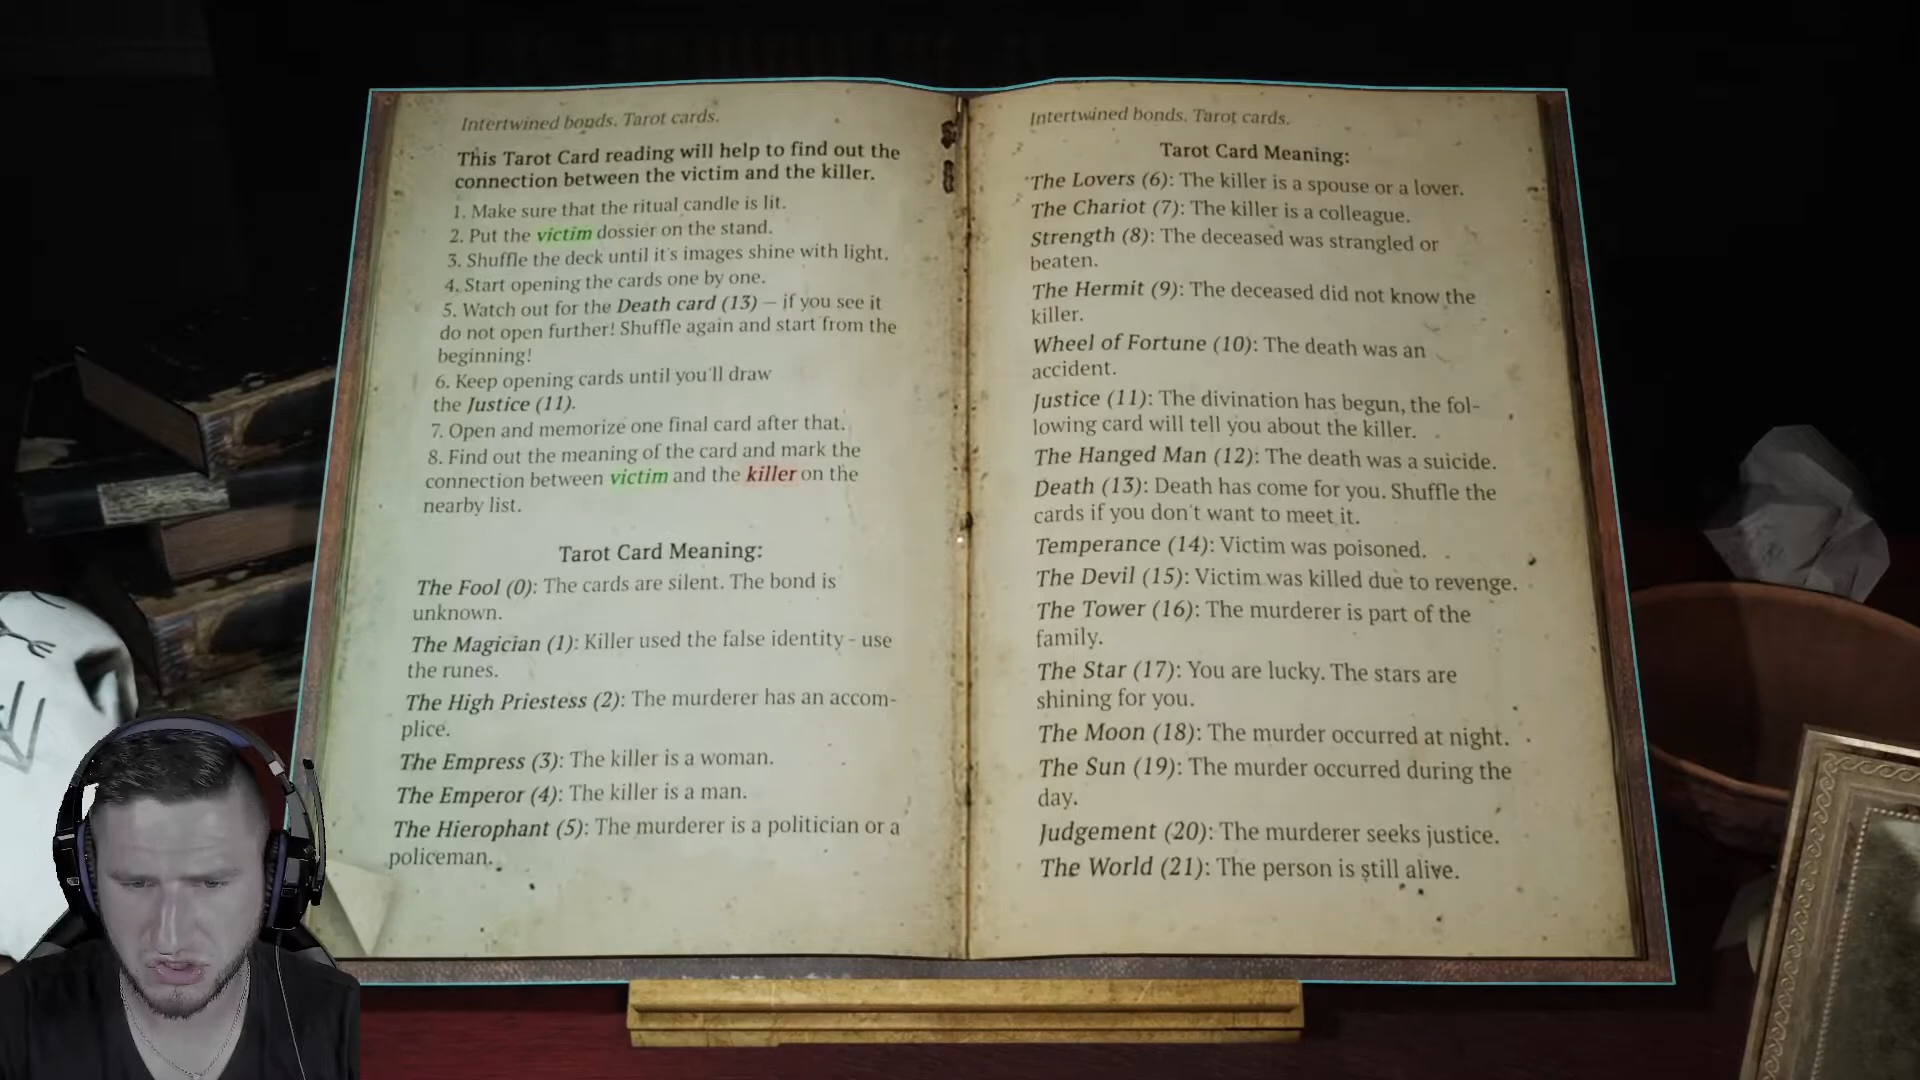 Intertwined bonds. Tarot cards.
This Tarot Card reading will help to find out the
connection between the victim and the killer.
1. Make sure that the ritual candle is lit.
2. Put the victim dossier on the stand.
3. Shuffle the deck until it's images shine with light.
4. Start opening the cards one by one.
5. Watch out for the Death card (13) – if you see it
do not open further! Shuffle again and start from the
beginning!
6. Keep opening cards until you'll draw
the Justice (11).
7. Open and memorize one final card after that.
8. Find out the meaning of the card and mark the
connection between victim and the killer on the
nearby list.
Tarot Card Meaning:
The Fool (0): The cards are silent. The bond is
unknown.
The Magician (1): Killer used the false identity - use
the runes.
The High Priestess (2): The murderer has an accom-
plice.
The Empress (3): The killer is a woman.
The Emperor (4): The killer is a man.
The Hierophant (5): The murderer is a politician or a
policeman.
Intertwined bonds. Tarot cards.
Tarot Card Meaning:
The Lovers (6): The killer is a spouse or a lover.
The Chariot (7): The killer is a colleague.
Strength (8): The deceased was strangled or
beaten.
The Hermit (9): The deceased did not know the
killer.
Wheel of Fortune (10): The death was an
accident.
Justice (11): The divination has begun, the fol-
lowing card will tell you about the killer.
The Hanged Man (12): The death was a suicide.
Death (13): Death has come for you. Shuffle the
cards if you don't want to meet it.
Temperance (14): Victim was poisoned.
The Devil (15): Victim was killed due to revenge.
The Tower (16): The murderer is part of the
family.
The Star (17): You are lucky. The stars are
shining for you.
The Moon (18): The murder occurred at night.
The Sun (19): The murder occurred during the
day.
Judgement (20): The murderer seeks justice.
The World (21): The person is still alive.